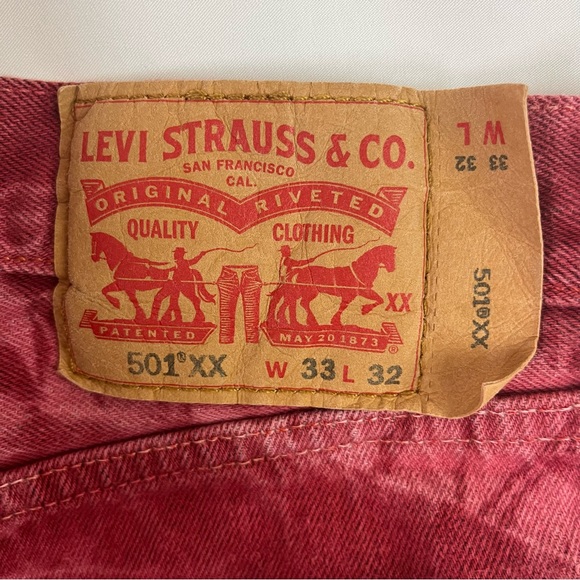 LEVI STRAUSS & CO.
SAN FRANCISCO
CAL.
ORIGINAL RIVETED
QUALITY CLOTHING
XX
PATENTED MAY 20 1873
®
501®XX W 33 L 32
W L
33 32
501®XX